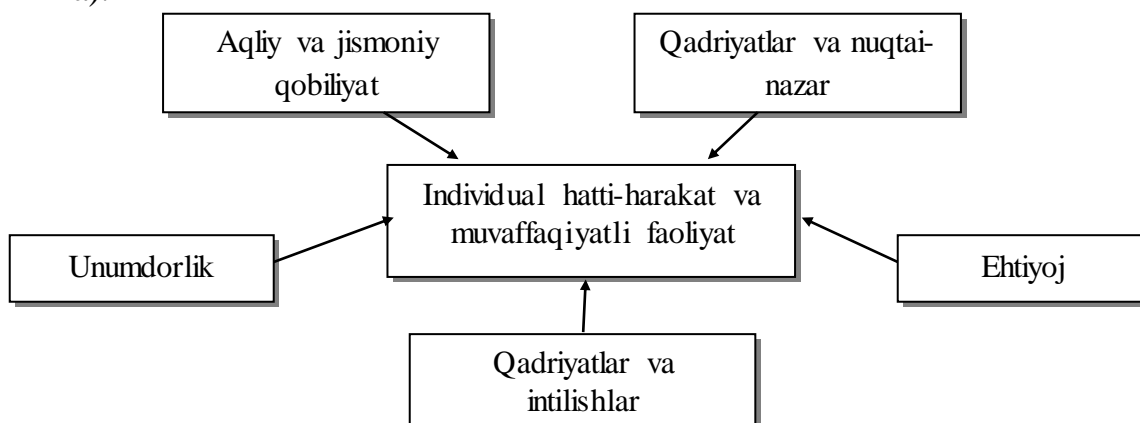 Aqliy va jismoniy
qobiliyat
Qadriyatlar va nuqtai-
nazar
Individual hatti-harakat va
muvaffaqiyatli faoliyat
Unumdorlik
Ehtiyoj
Qadriyatlar va
intilishlar